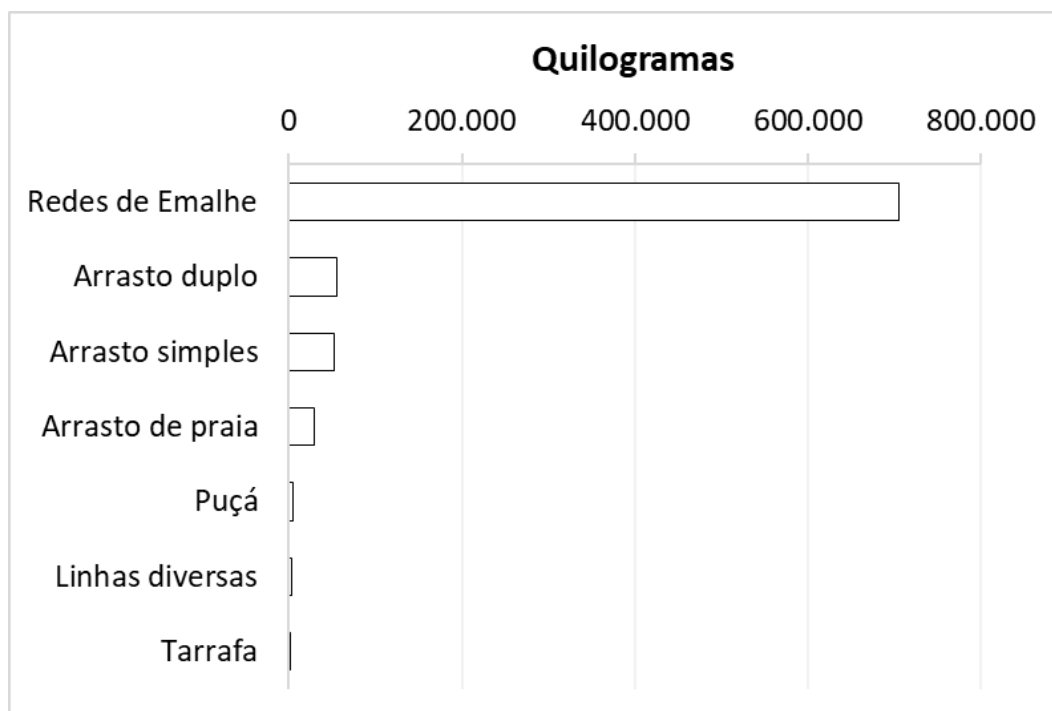 Quilogramas
0 200.000 400.000 600.000 800.000
Redes de Emalhe
Arrasto duplo
Arrasto simples
Arrasto de praia
Puçá
Linhas diversas
Tarrafa